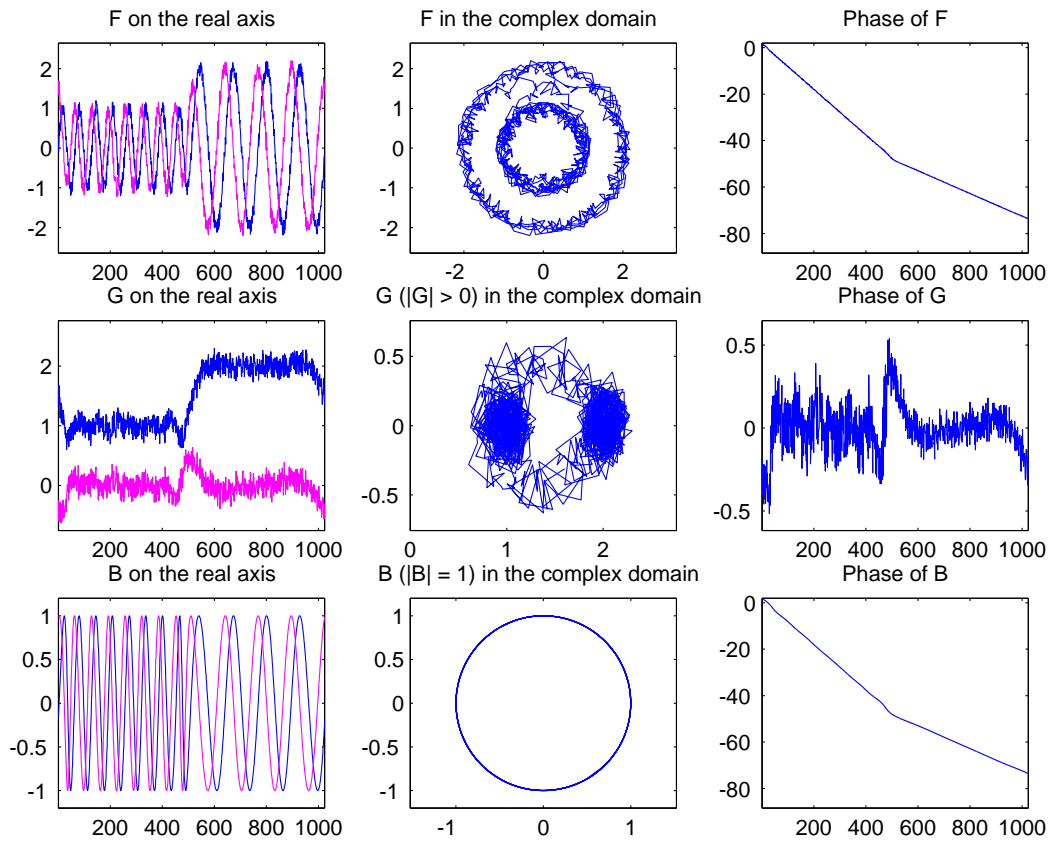 F on the real axis
F in the complex domain
Phase of F
2
1
0
-1
-2
200 400 600 800 1000
2
1
0
-1
-2
-2 0 2
0
-20
-40
-60
-80
200 400 600 800 1000
G on the real axis
G (|G| > 0) in the complex domain
Phase of G
2
1
0
200 400 600 800 1000
0.5
0
-0.5
0 1 2
0.5
0
-0.5
200 400 600 800 1000
B on the real axis
B (|B| = 1) in the complex domain
Phase of B
1
0.5
0
-0.5
-1
200 400 600 800 1000
1
0.5
0
-0.5
-1
-1 0 1
0
-20
-40
-60
-80
200 400 600 800 1000